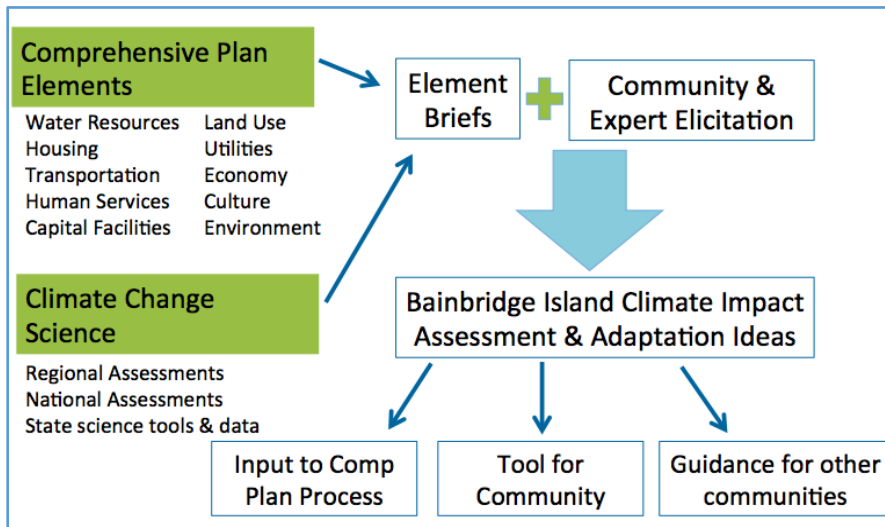 Comprehensive Plan
Elements
Water Resources
Housing
Transportation
Human Services
Capital Facilities
Land Use
Utilities
Economy
Culture
Environment
Climate Change
Science
Regional Assessments
National Assessments
State science tools & data
Element
Briefs
Community &
Expert Elicitation
Bainbridge Island Climate Impact
Assessment & Adaptation Ideas
Input to Comp
Plan Process
Tool for
Community
Guidance for other
communities